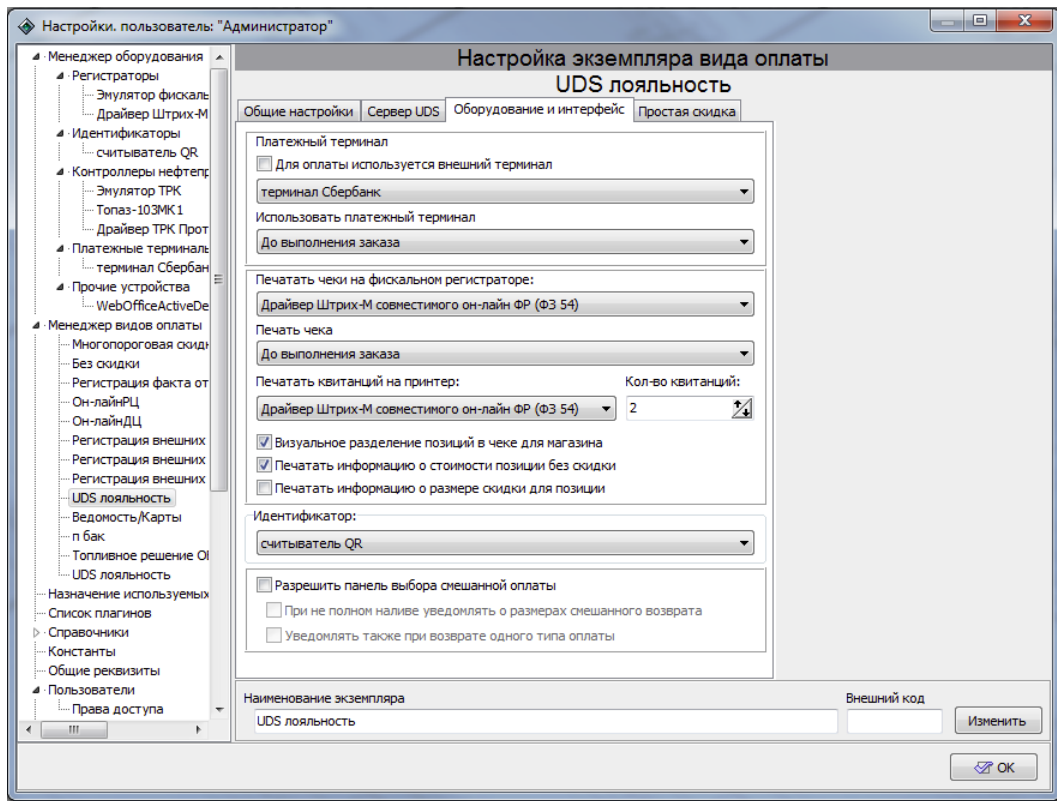 Настройки. пользователь: "Администратор"
Менеджер оборудования
Регистраторы
Эмулятор фискаль
Драйвер Штрих-М
Идентификаторы
считыватель QR
Контроллеры нефтепр
Эмулятор ТРК
Топаз-103МК1
Драйвер ТРК Прот
Платежные терминаль
терминал Сбербан
Прочие устройства
WebOfficeActiveDe
Менеджер видов оплаты
Многопороговая скидк
Без скидки
Регистрация факта от
Он-лайнРЦ
Он-лайнДЦ
Регистрация внешних
Регистрация внешних
Регистрация внешних
UDS лояльность
Ведомость/Карты
п бак
Топливное решение ОІ
UDS лояльность
Назначение используемых
Список плагинов
Справочники
Константы
Общие реквизиты
Пользователи
Права доступа
Настройка экземпляра вида оплаты
UDS лояльность
Общие настройки Сервер UDS Оборудование и интерфейс Простая скидка
Платежный терминал
Для оплаты используется внешний терминал
терминал Сбербанк
Использовать платежный терминал
До выполнения заказа
Печатать чеки на фискальном регистраторе:
Драйвер Штрих-М совместимого он-лайн ФР (ФЗ 54)
Печать чека
До выполнения заказа
Печатать квитанций на принтер: Кол-во квитанций:
Драйвер Штрих-М совместимого он-лайн ФР (ФЗ 54) 2
Визуальное разделение позиций в чеке для магазина
Печатать информацию о стоимости позиции без скидки
Печатать информацию о размере скидки для позиции
Идентификатор:
считыватель QR
Разрешить панель выбора смешанной оплаты
При не полном наливе уведомлять о размерах смешанного возврата
Уведомлять также при возврате одного типа оплаты
Наименование экземпляра Внешний код
UDS лояльность Изменить
OK